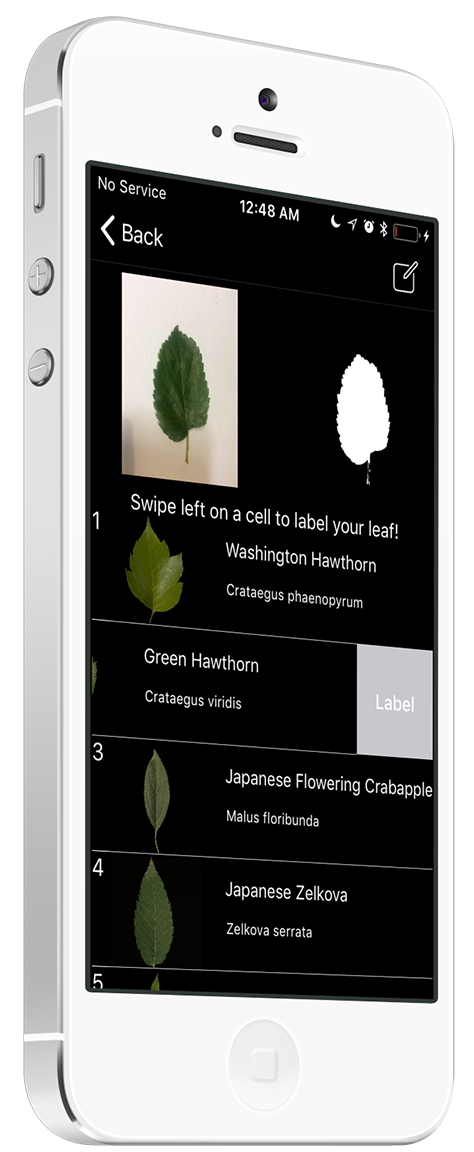 No Service
12:48 AM
Back
Swipe left on a cell to label your leaf!
1
Washington Hawthorn
Crataegus phaenopyrum
Green Hawthorn
Crataegus viridis
Label
3
Japanese Flowering Crabapple
Malus floribunda
4
Japanese Zelkova
Zelkova serrata
5